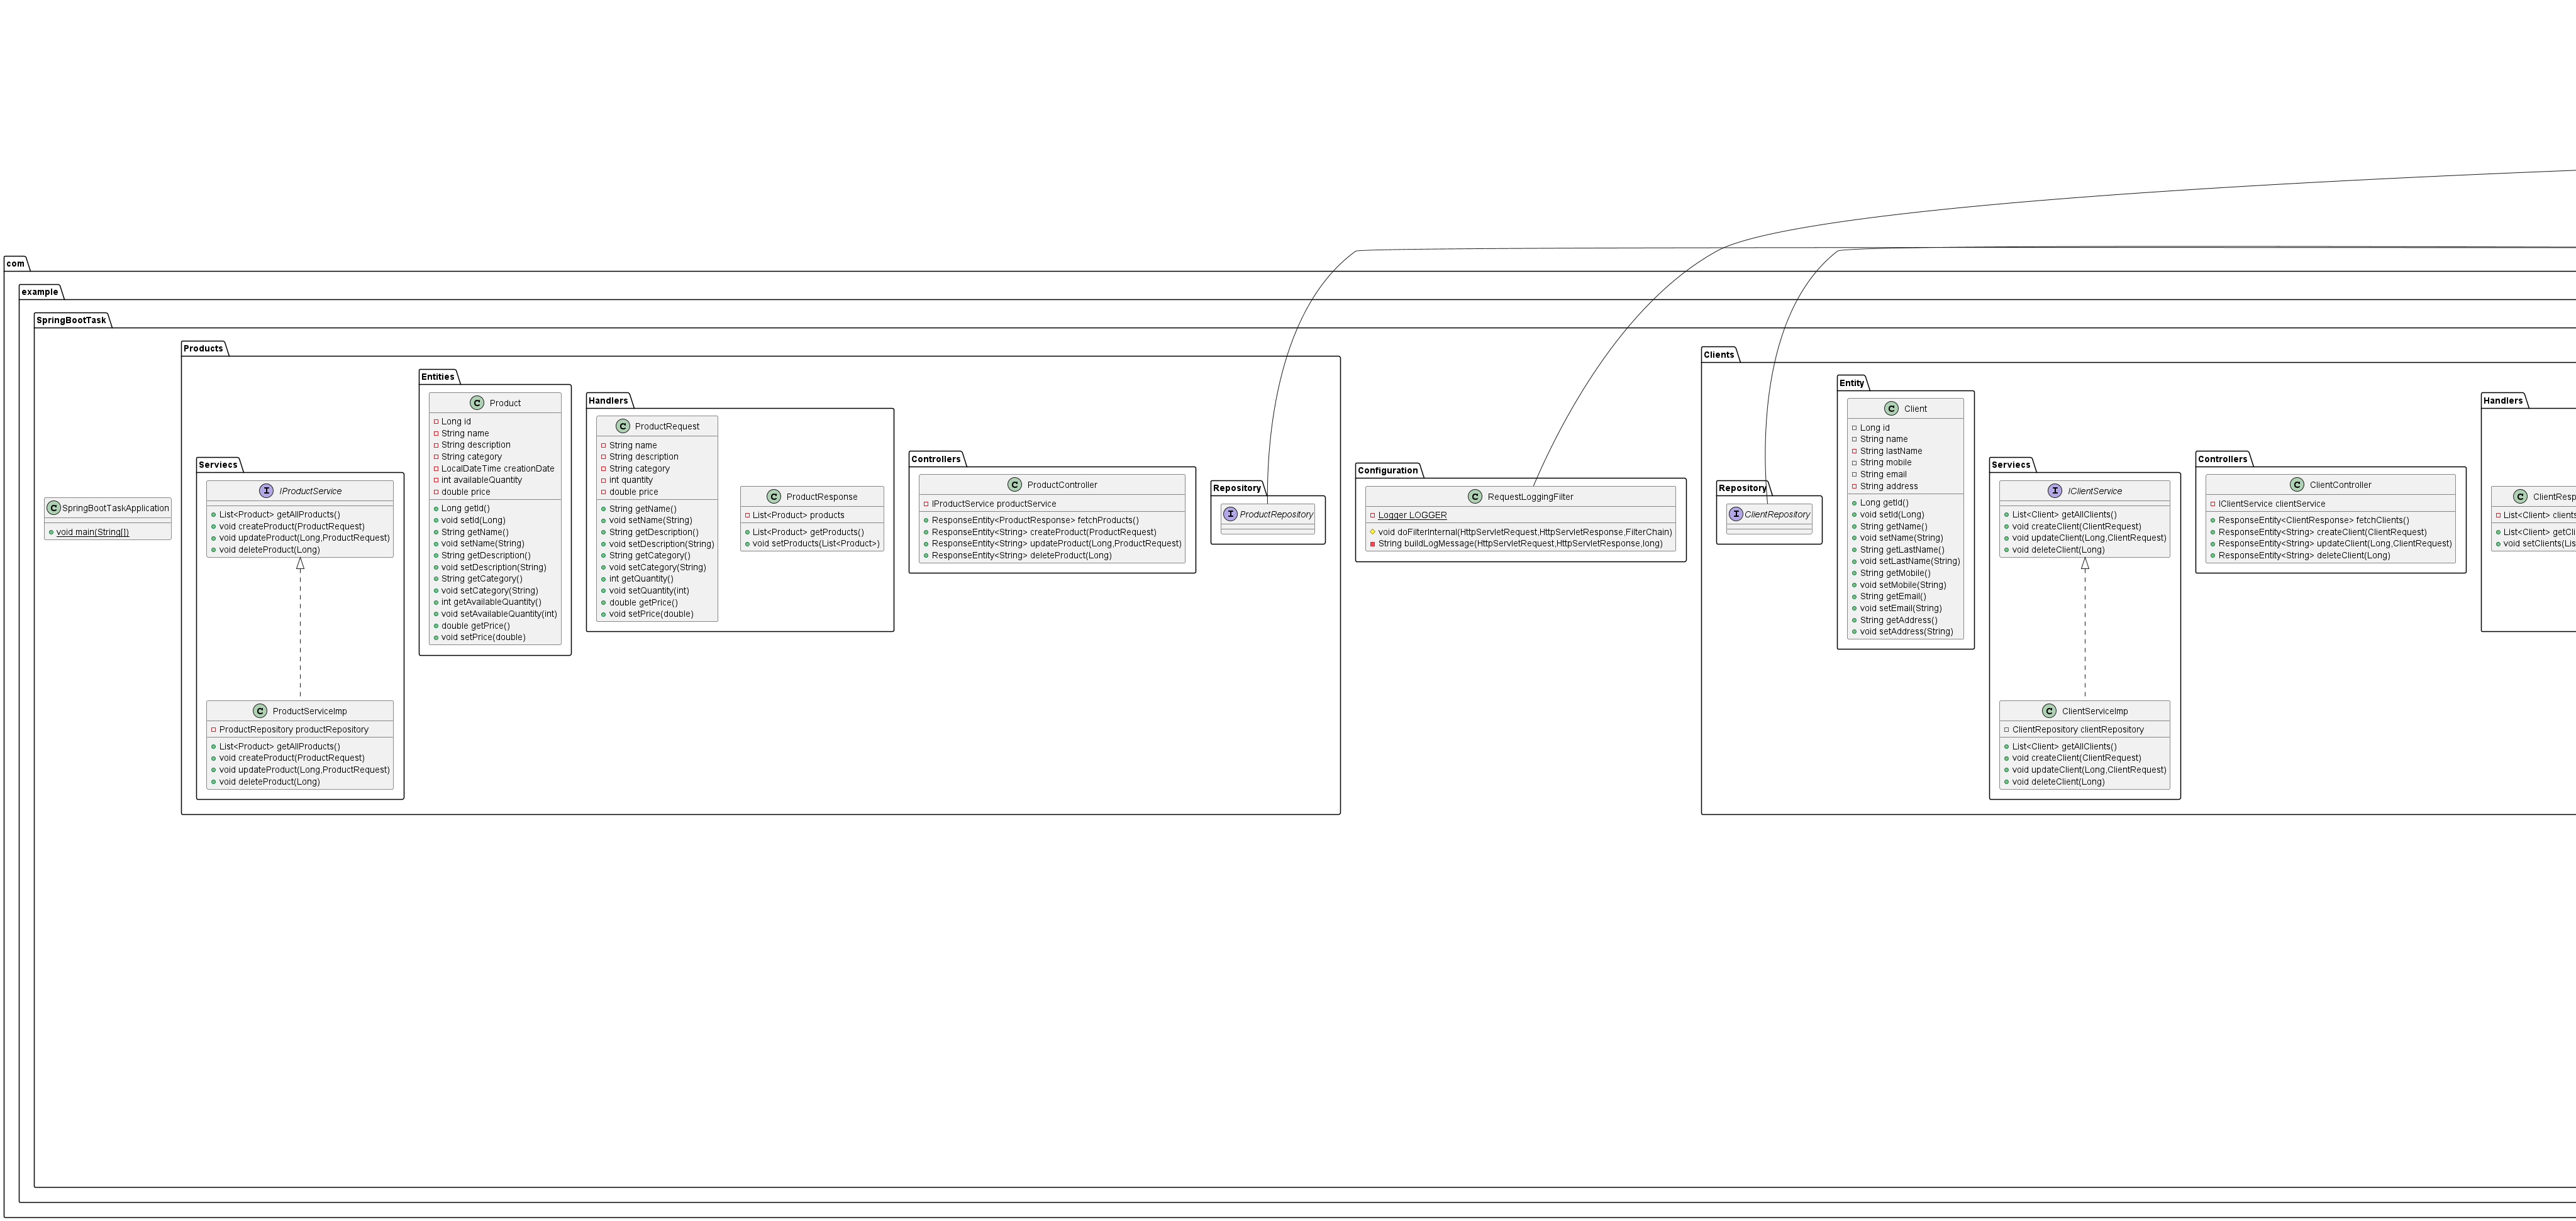 com
example
SpringBootTask
SpringBootTaskApplication
void main(String[])
Products
Serviecs
IProductService
List<Product> getAllProducts()
void createProduct(ProductRequest)
void updateProduct(Long,ProductRequest)
void deleteProduct(Long)
ProductServiceImp
ProductRepository productRepository
List<Product> getAllProducts()
void createProduct(ProductRequest)
void updateProduct(Long,ProductRequest)
void deleteProduct(Long)
Entities
Product
Long id
String name
String description
String category
LocalDateTime creationDate
int availableQuantity
double price
Long getId()
void setId(Long)
String getName()
void setName(String)
String getDescription()
void setDescription(String)
String getCategory()
void setCategory(String)
int getAvailableQuantity()
void setAvailableQuantity(int)
double getPrice()
void setPrice(double)
Handlers
ProductRequest
String name
String description
String category
int quantity
double price
String getName()
void setName(String)
String getDescription()
void setDescription(String)
String getCategory()
void setCategory(String)
int getQuantity()
void setQuantity(int)
double getPrice()
void setPrice(double)
ProductResponse
List<Product> products
List<Product> getProducts()
void setProducts(List<Product>)
Controllers
ProductController
IProductService productService
ResponseEntity<ProductResponse> fetchProducts()
ResponseEntity<String> createProduct(ProductRequest)
ResponseEntity<String> updateProduct(Long,ProductRequest)
ResponseEntity<String> deleteProduct(Long)
Repository
ProductRepository
Configuration
RequestLoggingFilter
Logger LOGGER
void doFilterInternal(HttpServletRequest,HttpServletResponse,FilterChain)
String buildLogMessage(HttpServletRequest,HttpServletResponse,long)
Clients
Repository
ClientRepository
Entity
Client
Long id
String name
String lastName
String mobile
String email
String address
Long getId()
void setId(Long)
String getName()
void setName(String)
String getLastName()
void setLastName(String)
String getMobile()
void setMobile(String)
String getEmail()
void setEmail(String)
String getAddress()
void setAddress(String)
Serviecs
IClientService
List<Client> getAllClients()
void createClient(ClientRequest)
void updateClient(Long,ClientRequest)
void deleteClient(Long)
ClientServiceImp
ClientRepository clientRepository
List<Client> getAllClients()
void createClient(ClientRequest)
void updateClient(Long,ClientRequest)
void deleteClient(Long)
Controllers
ClientController
IClientService clientService
ResponseEntity<ClientResponse> fetchClients()
ResponseEntity<String> createClient(ClientRequest)
ResponseEntity<String> updateClient(Long,ClientRequest)
ResponseEntity<String> deleteClient(Long)
Handlers
ClientResp
List<Client> clients
List<Client> getCli
void setClients(Lis